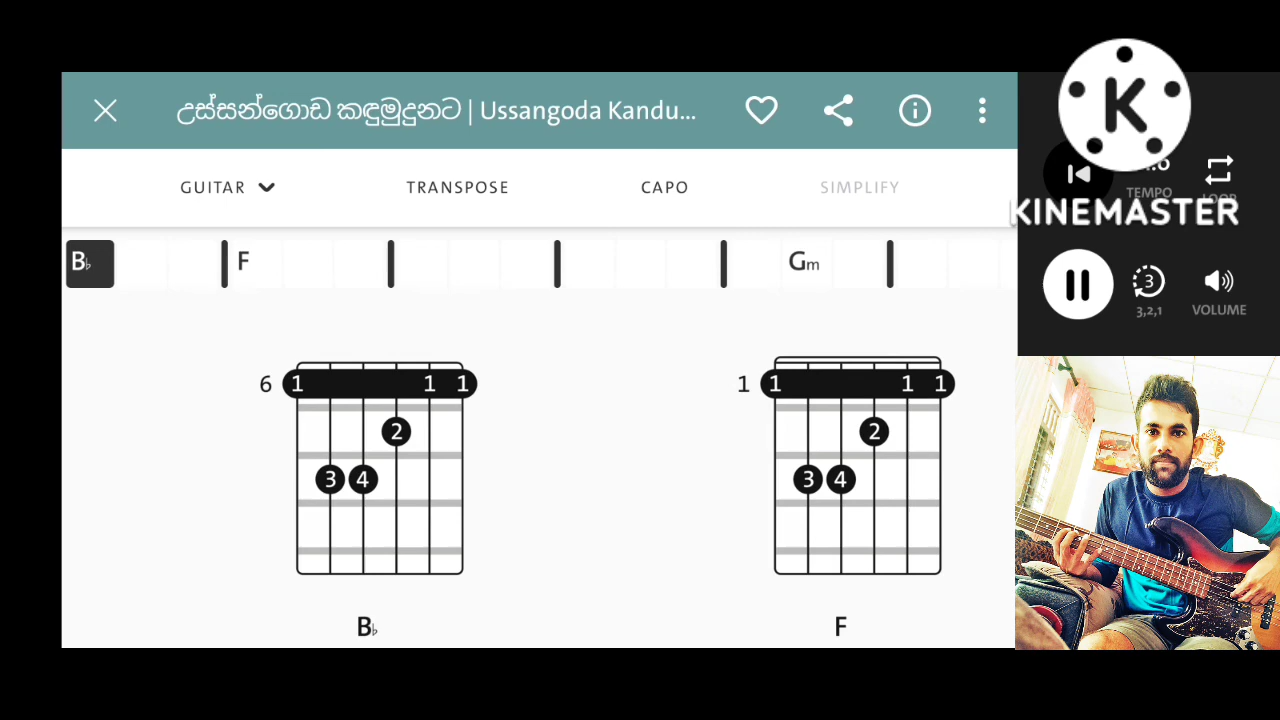 උස්සන්ගොඩ කඳුමුදුනට | Ussangoda Kandu...
GUITAR TRANSPOSE CAPO SIMPLIFY
B♭ F Gm
6 1 1 1
2
3 4
B♭
1 1 1 1
2
3 4
F
K
KINEMASTER
TEMPO
LOOP
3
3,2,1
VOLUME